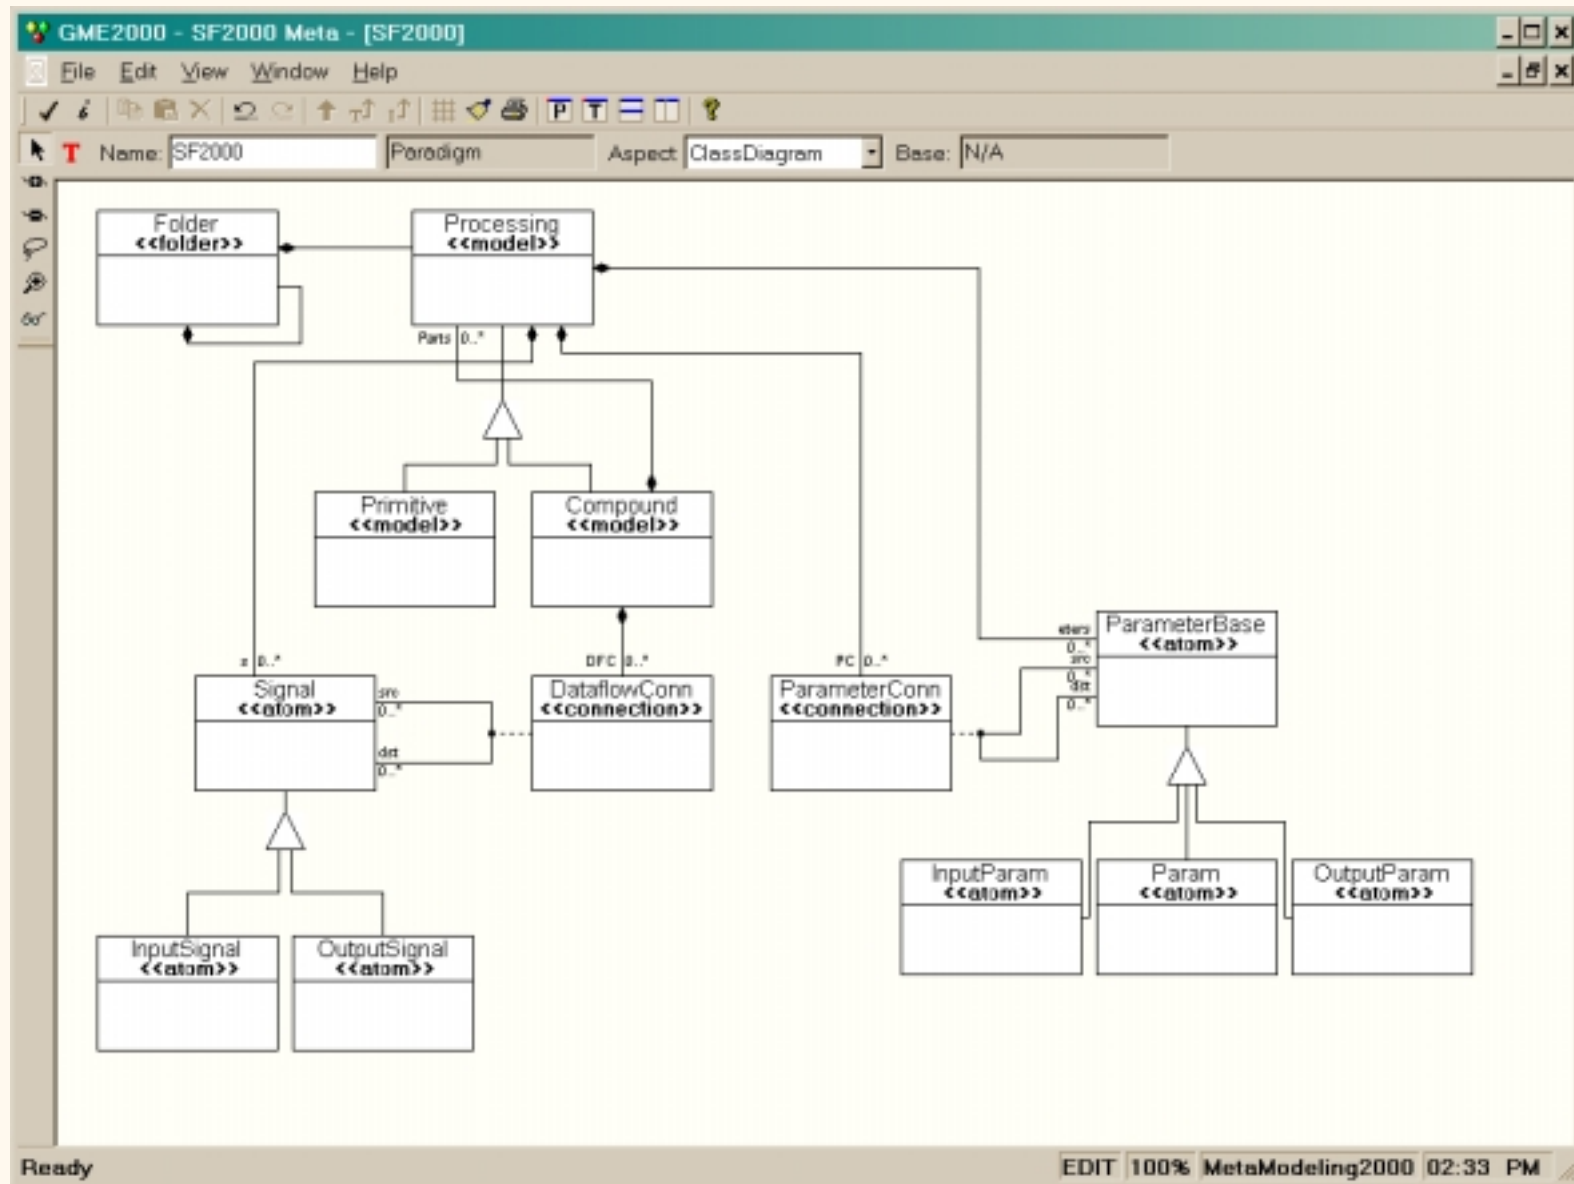 GME2000 - SF2000 Meta - [SF2000]
File Edit View Window Help
Name: SF2000 Paradigm Aspect ClassDiagram Base: N/A
Folder
<<folder>>
Processing
<<model>>
Parts 0..*
Primitive
<<model>>
Compound
<<model>>
s 0..*
DFC 0..*
PC 0..*
eters
0..*
src
0..*
dst
0..*
ParameterBase
<<atom>>
Signal
<<atom>>
src
0..*
dst
0..*
DataflowConn
<<connection>>
ParameterConn
<<connection>>
InputParam
<<atom>>
Param
<<atom>>
OutputParam
<<atom>>
InputSignal
<<atom>>
OutputSignal
<<atom>>
Ready EDIT 100% MetaModeling2000 02:33 PM